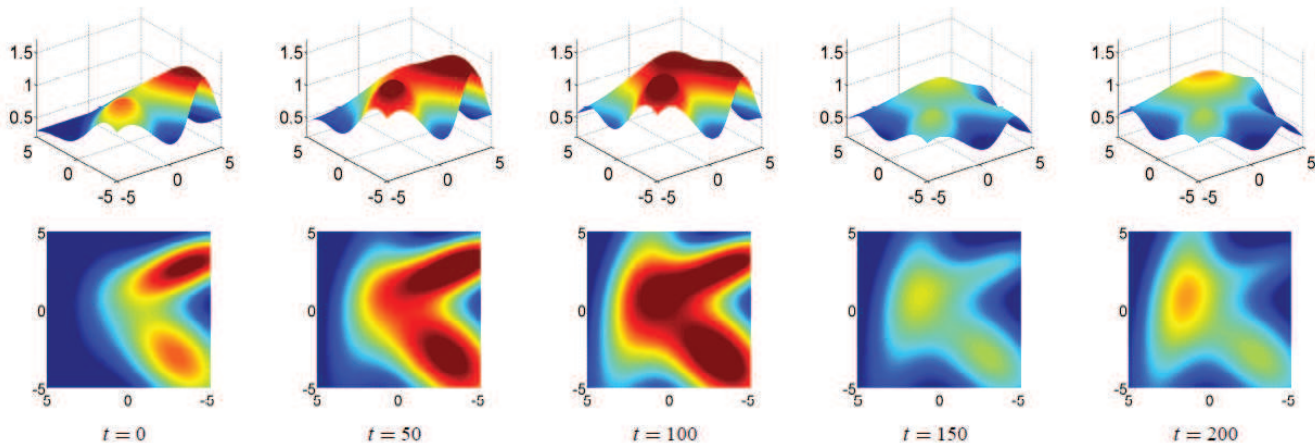 1.5 1.5 1.5 1.5 1.5
1 1 1 1 1
0.5 0.5 0.5 0.5 0.5
5 5 5 5 5 5 5 5 5 5
0 0 0 0 0 0 0 0 0 0
-5 -5 -5 -5 -5 -5 -5 -5 -5 -5
5 5 5 5 5
0 0 0 0 0
-5 -5 -5 -5 -5
5 0 -5 5 0 -5 5 0 -5 5 0 -5 5 0 -5
t = 0 t = 50 t = 100 t = 150 t = 200